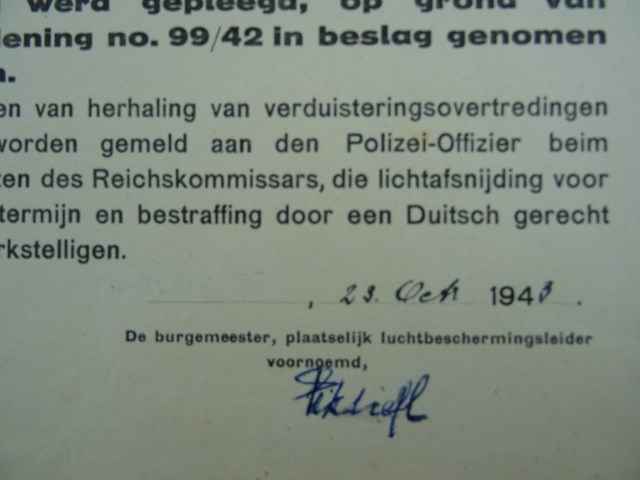 werd gepleegd, op grond van
lening no. 99/42 in beslag genomen
n.
en van herhaling van verduisteringsovertredingen
worden gemeld aan den Polizei-Offizier beim
ten des Reichskommissars, die lichtafsnijding voor
termijn en bestraffing door een Duitsch gerecht
rkstelligen.
, 23. Oct 1943.
De burgemeester, plaatselijk luchtbeschermingsleider
voornoemd,